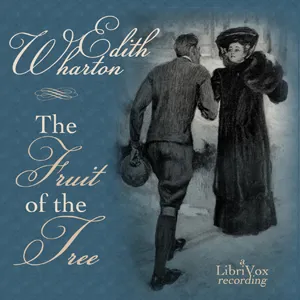 Edith
Wharton
The
Fruit
of the
Tree
a
LibriVox
recording